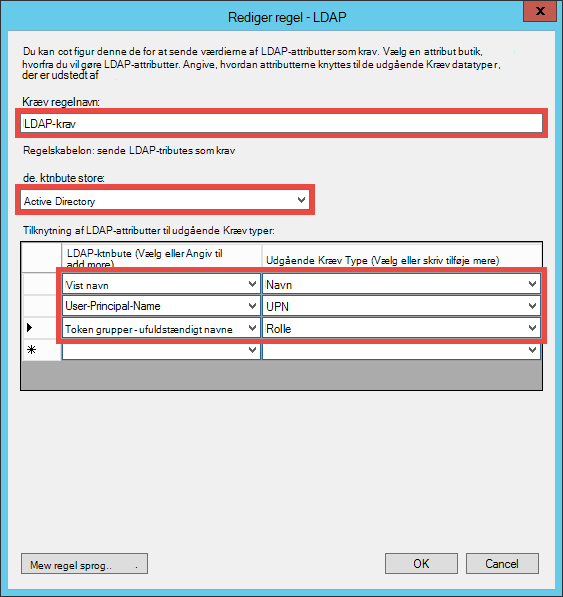 Rediger regel - LDAP
x
Du kan cot figur denne de for at sende værdierne af LDAP-attributter som krav. Vælg en attribut butik,
hvorfra du vil gøre LDAP-attributter. Angive, hvordan attributterne knyttes til de udgående Kræv datatyper,
der er udstedt af
Kræv regelnavn:
LDAP-krav
Regelskabelon: sende LDAP-tributes som krav
de. ktnbute store:
Active Directory
Tilknytning af LDAP-attributter til udgående Kræv typer:
LDAP-ktnbute (Vælg eller Angiv til
add more)
Udgående Kræv Type (Vælg eller skriv tilføje mere)
Vist navn
Navn
User-Principal-Name
UPN
Token grupper - ufuldstændigt navne
Rolle
Mew regel sprog.. .
OK
Cancel